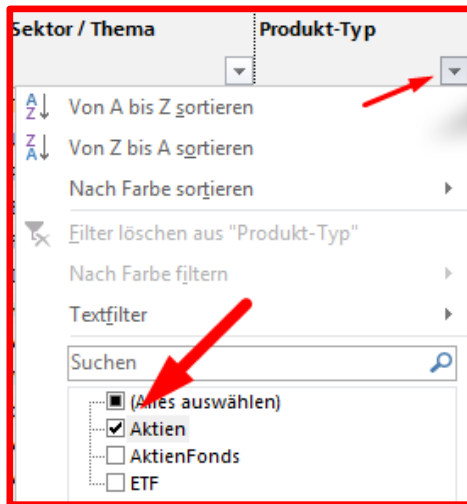 Sektor / Thema Produkt-Typ
Von A bis Z sortieren
Von Z bis A sortieren
Nach Farbe sortieren
Filter löschen aus "Produkt-Typ"
Nach Farbe filtern
Textfilter
Suchen
(Alles auswählen)
Aktien
AktienFonds
ETF